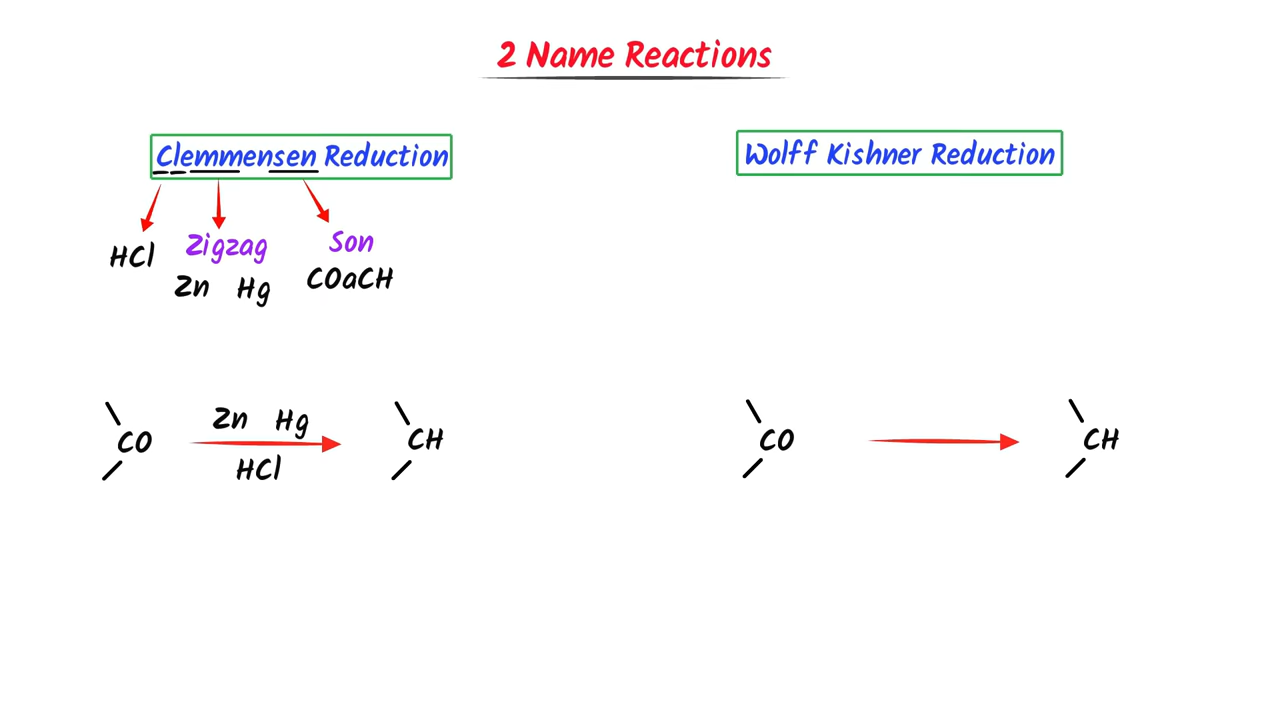 2 Name Reactions
Clemmensen Reduction
Wolff Kishner Reduction
HCl
Zigzag
Zn Hg
Son
COaCH
CO
Zn Hg
HCl
CH
CO
CH